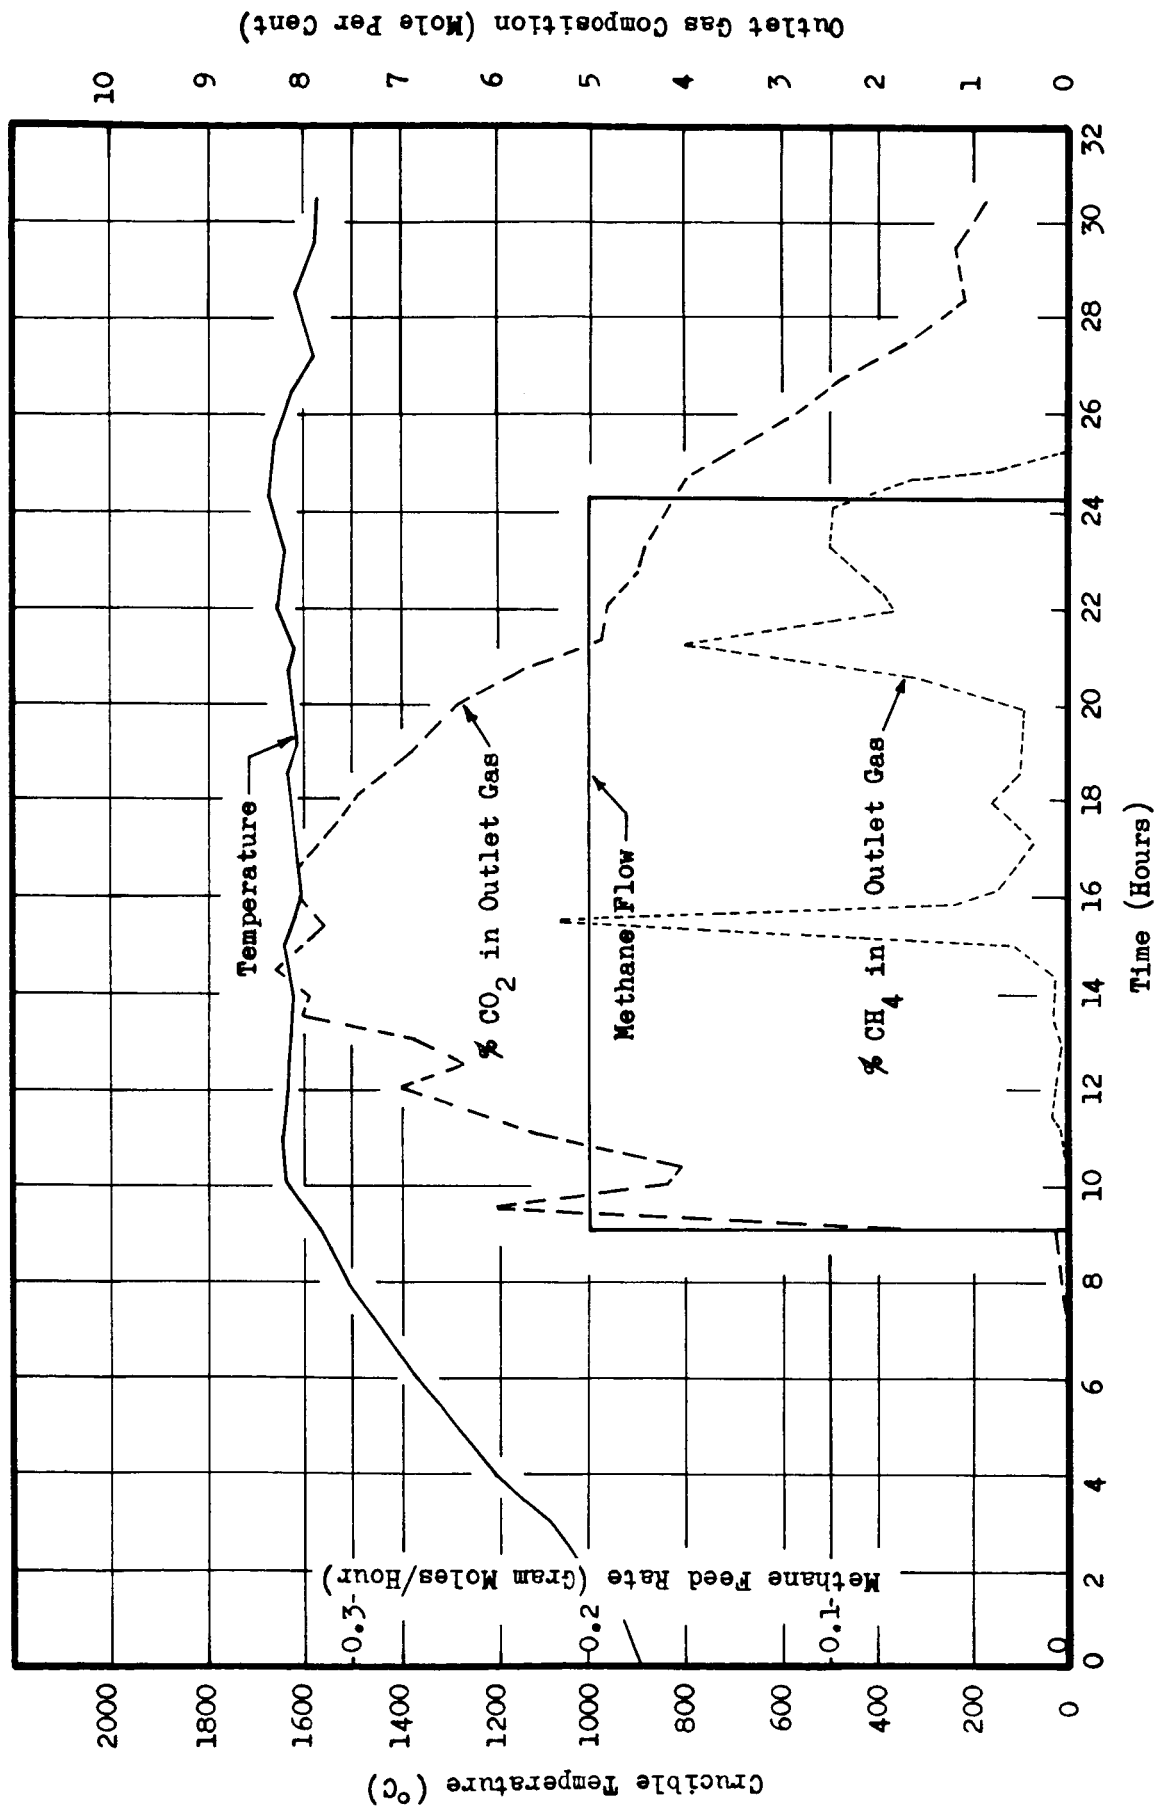 Outlet Gas Composition (Mole Per Cent)
10 9 8 7 6 5 4 3 2 1 0
2000
1800
1600
1400
1200
1000
800
600
400
200
0
Crucible Temperature (°C)
Methane Feed Rate (Gram Moles/Hour)
0.3
0.2
0.1
0
Temperature
% CO2 in Outlet Gas
Methane Flow
% CH4 in Outlet Gas
0 2 4 6 8 10 12 14 16 18 20 22 24 26 28 30 32
Time (Hours)